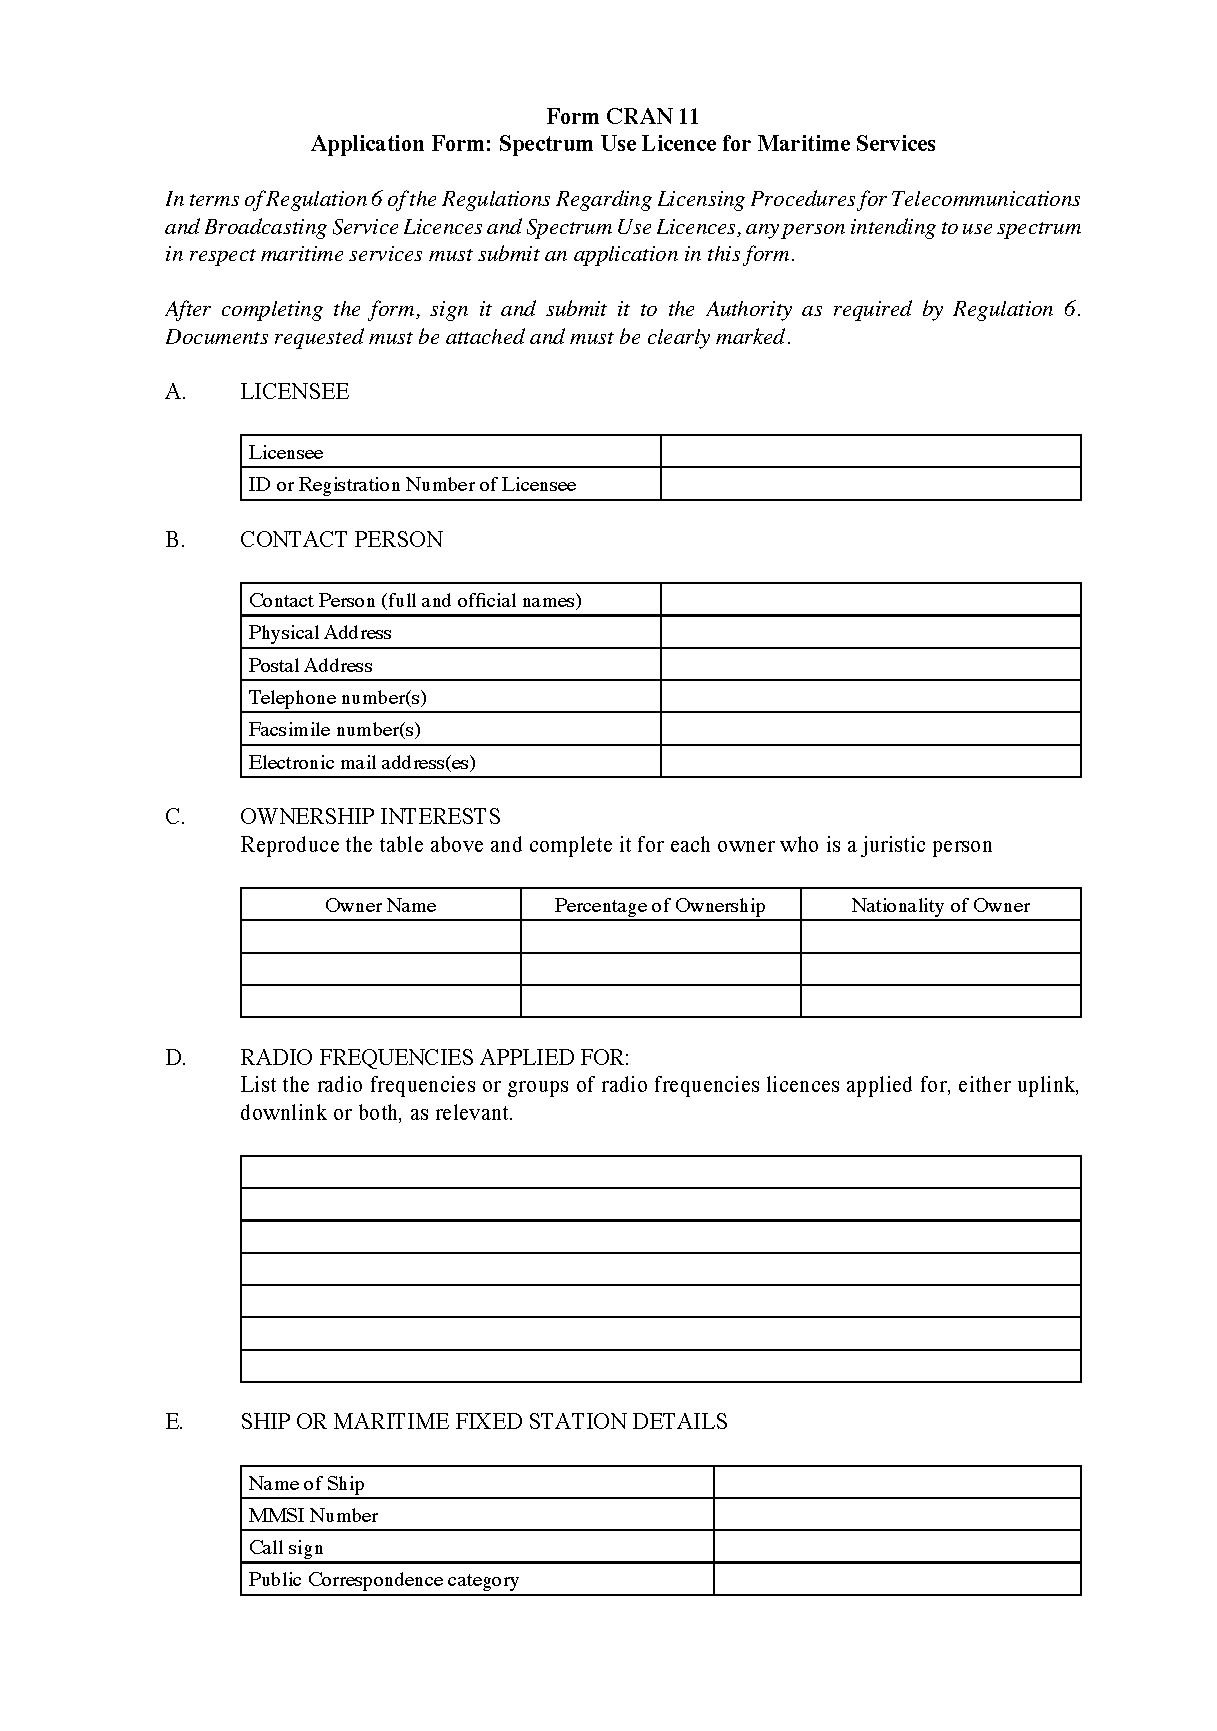 Form CRAN 11
Application Form: Spectrum Use Licence for Maritime Services
In terms of Regulation 6 of the Regulations Regarding Licensing Procedures for Telecommunications
and Broadcasting Service Licences and Spectrum Use Licences, any person intending to use spectrum
in respect maritime services must submit an application in this form.
After completing the form, sign it and submit it to the Authority as required by Regulation 6.
Documents requested must be attached and must be clearly marked.
A. LICENSEE
Licensee
ID or Registration Number of Licensee
B. CONTACT PERSON
Contact Person (full and official names)
Physical Address
Postal Address
Telephone number(s)
Facsimile number(s)
Electronic mail address(es)
C. OWNERSHIP INTERESTS
Reproduce the table above and complete it for each owner who is a juristic person
Owner Name Percentage of Ownership Nationality of Owner
D. RADIO FREQUENCIES APPLIED FOR:
List the radio frequencies or groups of radio frequencies licences applied for, either uplink,
downlink or both, as relevant.
E. SHIP OR MARITIME FIXED STATION DETAILS
Name of Ship
MMSI Number
Call sign
Public Correspondence category